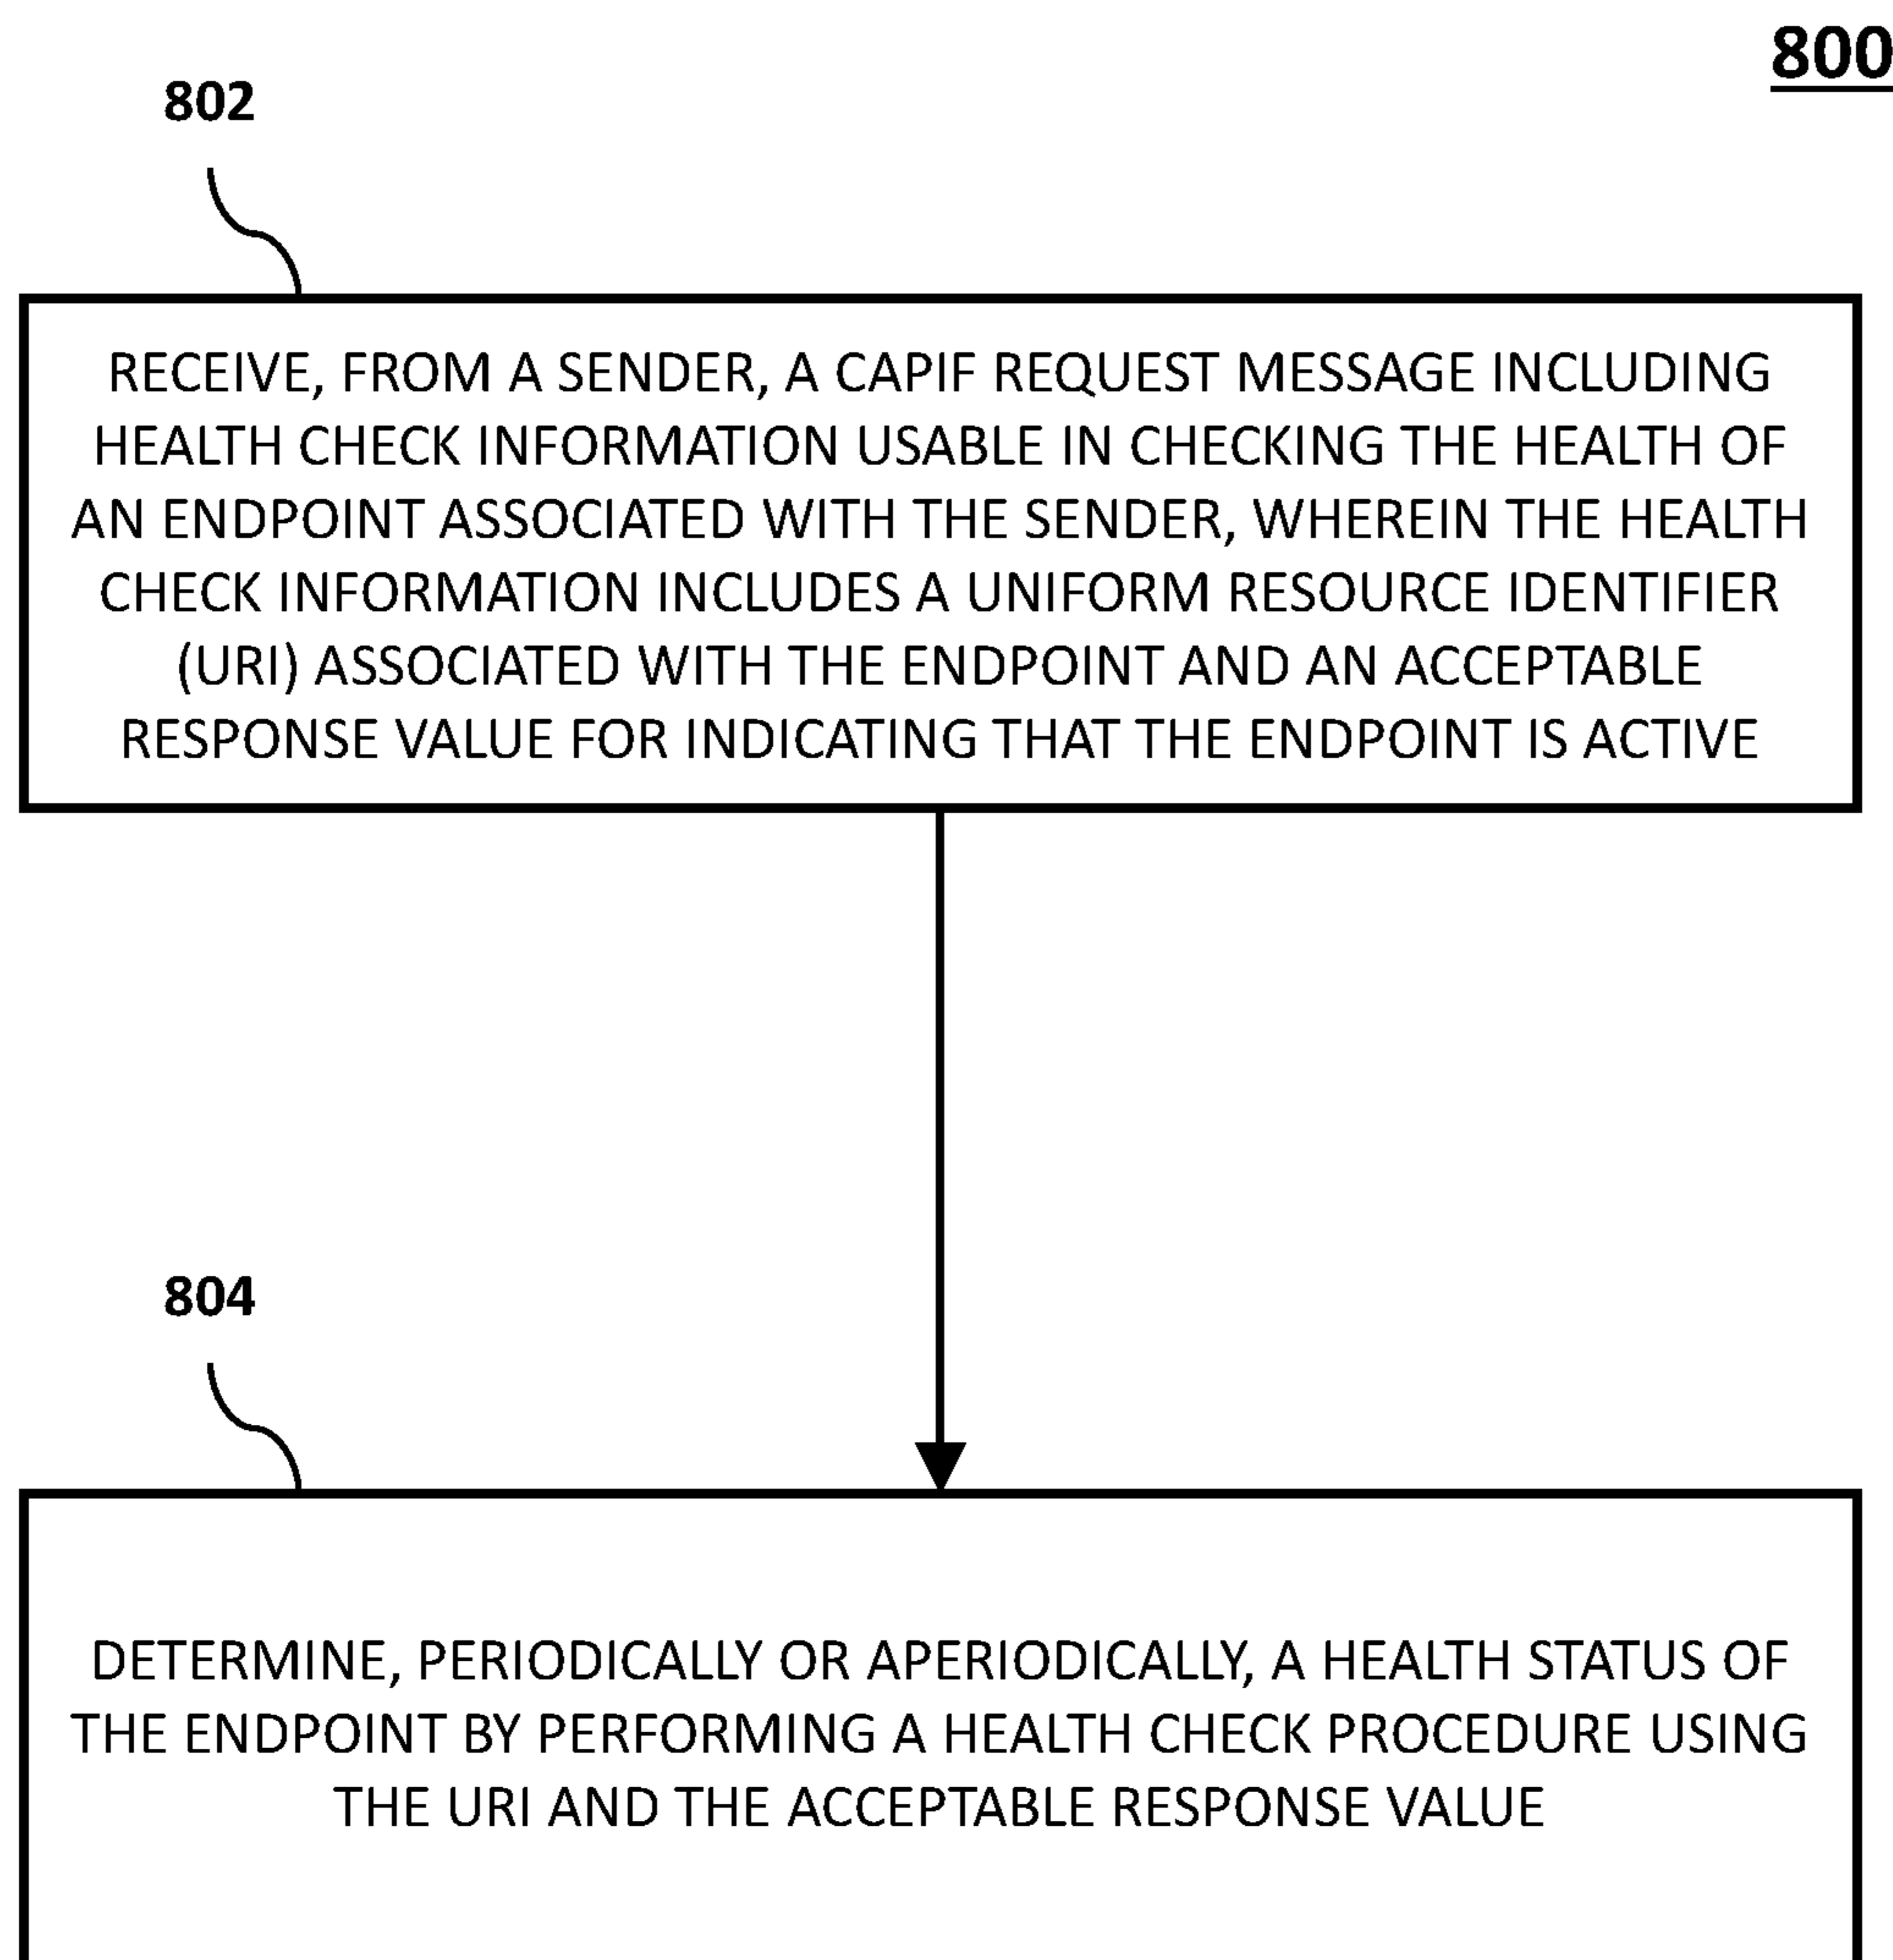 800
802
RECEIVE, FROM A SENDER, A CAPIF REQUEST MESSAGE INCLUDING
HEALTH CHECK INFORMATION USABLE IN CHECKING THE HEALTH OF
AN ENDPOINT ASSOCIATED WITH THE SENDER, WHEREIN THE HEALTH
CHECK INFORMATION INCLUDES A UNIFORM RESOURCE IDENTIFIER
(URI) ASSOCIATED WITH THE ENDPOINT AND AN ACCEPTABLE
RESPONSE VALUE FOR INDICATING THAT THE ENDPOINT IS ACTIVE
804
DETERMINE, PERIODICALLY OR APERIODICALLY, A HEALTH STATUS OF
THE ENDPOINT BY PERFORMING A HEALTH CHECK PROCEDURE USING
THE URI AND THE ACCEPTABLE RESPONSE VALUE